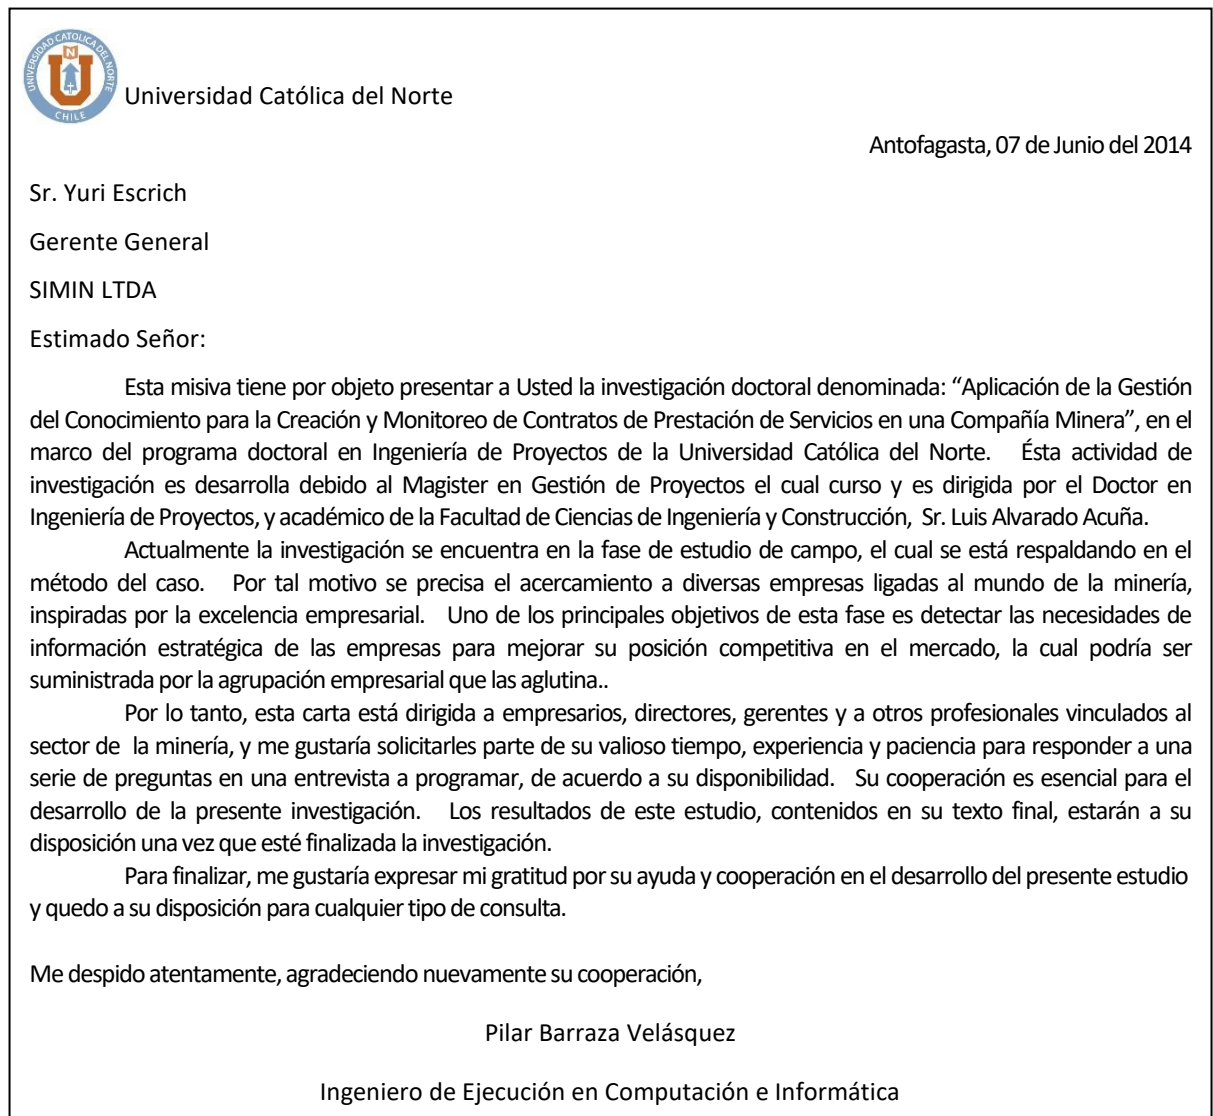 UNIVERSIDAD CATOLICA DEL NORTE
N
CHILE
Universidad Católica del Norte
Antofagasta, 07 de Junio del 2014
Sr. Yuri Escrich
Gerente General
SIMIN LTDA
Estimado Señor:
Esta misiva tiene por objeto presentar a Usted la investigación doctoral denominada: “Aplicación de la Gestión
del Conocimiento para la Creación y Monitoreo de Contratos de Prestación de Servicios en una Compañía Minera”, en el
marco del programa doctoral en Ingeniería de Proyectos de la Universidad Católica del Norte. Ésta actividad de
investigación es desarrolla debido al Magister en Gestión de Proyectos el cual curso y es dirigida por el Doctor en
Ingeniería de Proyectos, y académico de la Facultad de Ciencias de Ingeniería y Construcción, Sr. Luis Alvarado Acuña.
Actualmente la investigación se encuentra en la fase de estudio de campo, el cual se está respaldando en el
método del caso. Por tal motivo se precisa el acercamiento a diversas empresas ligadas al mundo de la minería,
inspiradas por la excelencia empresarial. Uno de los principales objetivos de esta fase es detectar las necesidades de
información estratégica de las empresas para mejorar su posición competitiva en el mercado, la cual podría ser
suministrada por la agrupación empresarial que las aglutina..
Por lo tanto, esta carta está dirigida a empresarios, directores, gerentes y a otros profesionales vinculados al
sector de la minería, y me gustaría solicitarles parte de su valioso tiempo, experiencia y paciencia para responder a una
serie de preguntas en una entrevista a programar, de acuerdo a su disponibilidad. Su cooperación es esencial para el
desarrollo de la presente investigación. Los resultados de este estudio, contenidos en su texto final, estarán a su
disposición una vez que esté finalizada la investigación.
Para finalizar, me gustaría expresar mi gratitud por su ayuda y cooperación en el desarrollo del presente estudio
y quedo a su disposición para cualquier tipo de consulta.
Me despido atentamente, agradeciendo nuevamente su cooperación,
Pilar Barraza Velásquez
Ingeniero de Ejecución en Computación e Informática